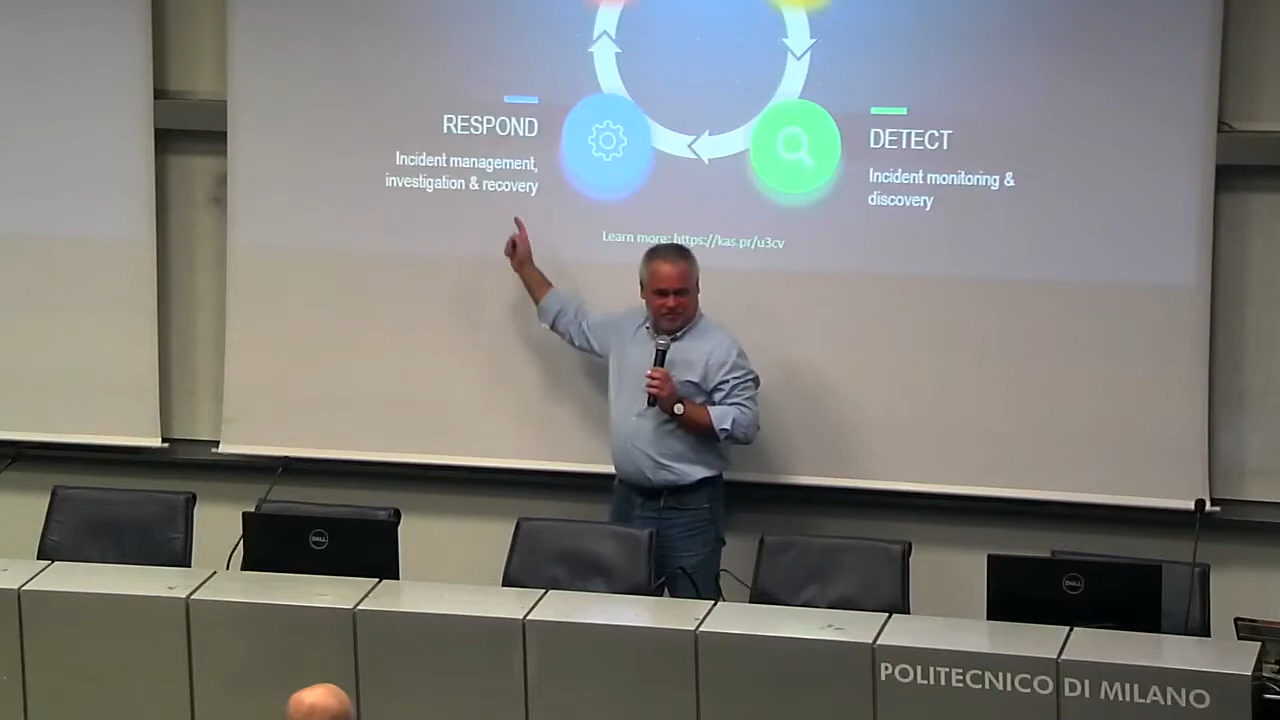 RESPOND
Incident management,
investigation & recovery
DETECT
Incident monitoring &
discovery
Learn more: https://kas.pr/u3cv
DELL
DELL
POLITECNICO DI MILANO